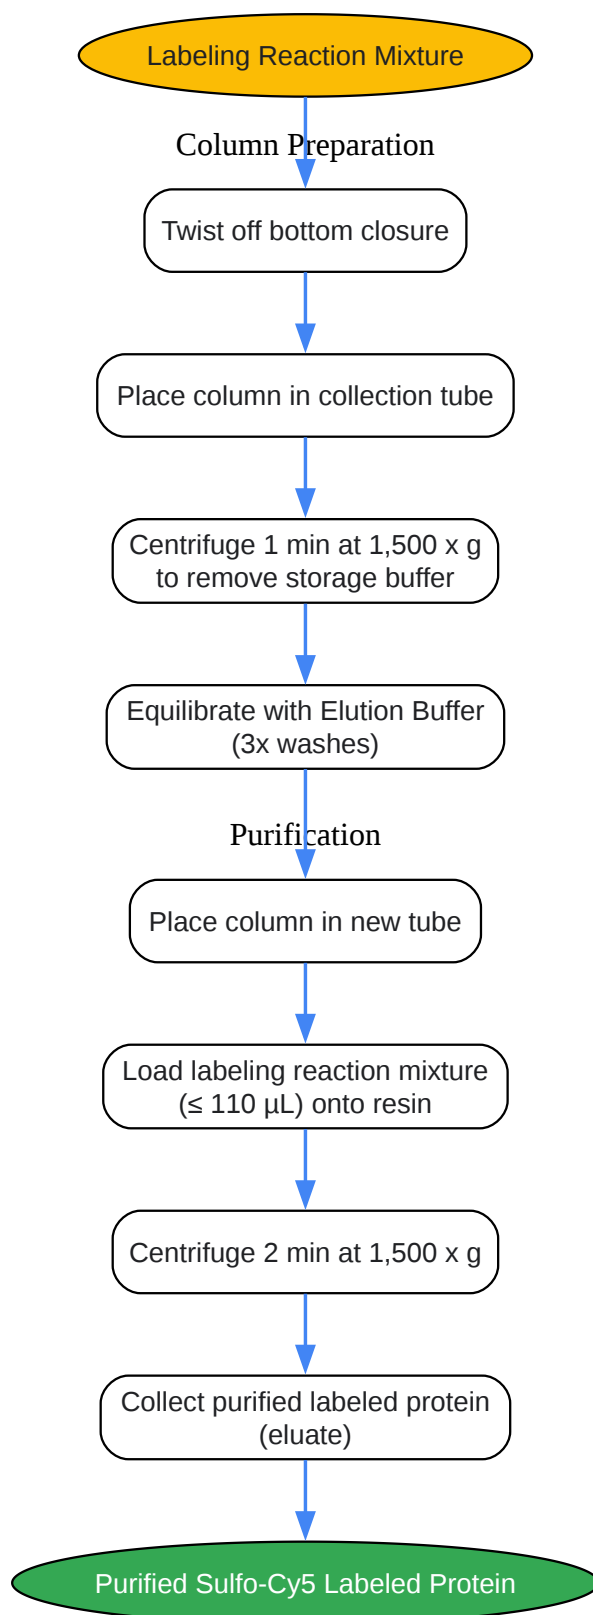 Labeling Reaction Mixture
Column Preparation
Twist off bottom closure
Place column in collection tube
Centrifuge 1 min at 1,500 x g
to remove storage buffer
Equilibrate with Elution Buffer
(3x washes)
Purification
Place column in new tube
Load labeling reaction mixture
(≤ 110 µL) onto resin
Centrifuge 2 min at 1,500 x g
Collect purified labeled protein
(eluate)
Purified Sulfo-Cy5 Labeled Protein